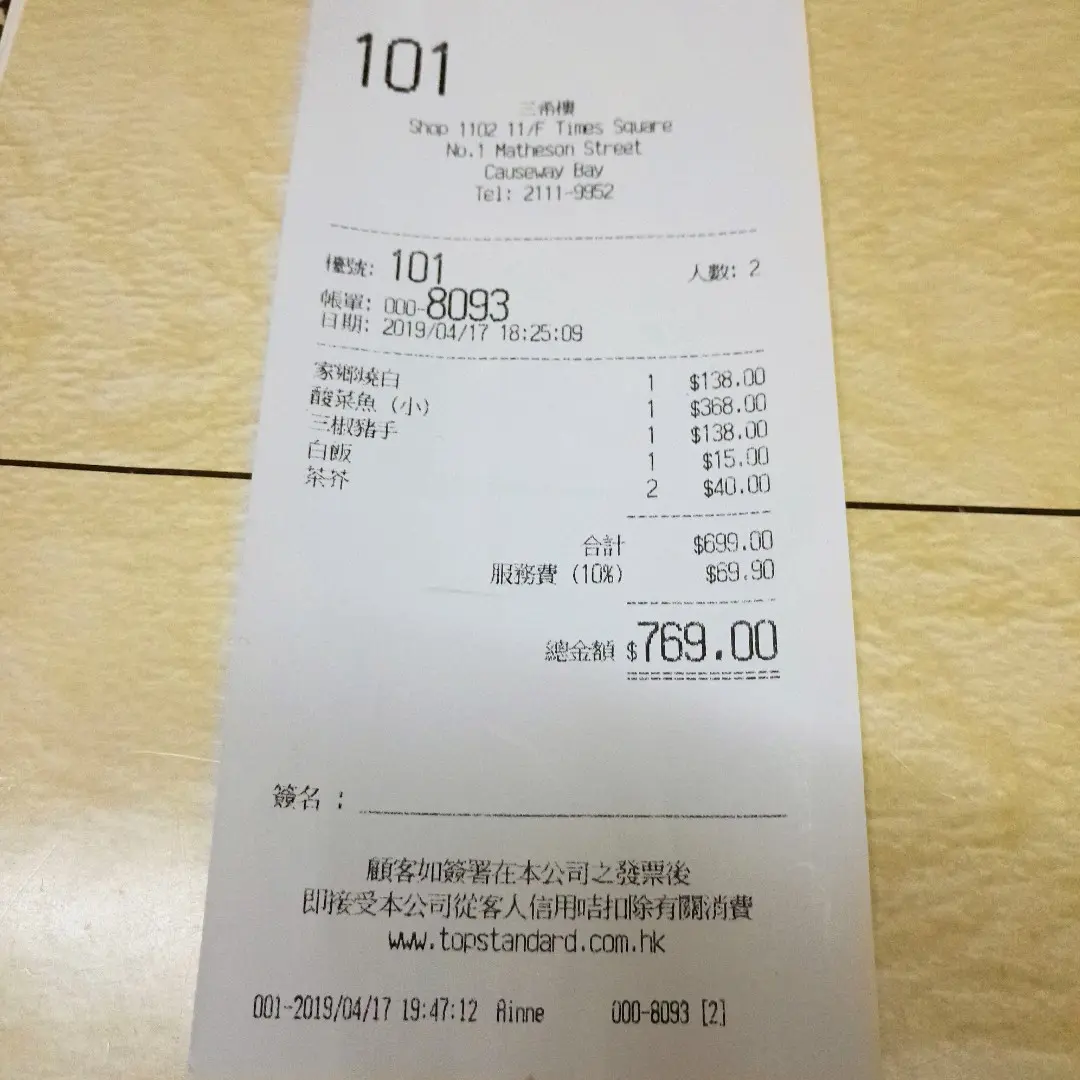 101
三希樓
Shop 1102 11/F Times Square
No.1 Matheson Street
Causeway Bay
Tel: 2111-9952
檯號: 101 人數: 2
帳單: 000-8093
日期: 2019/04/17 18:25:09
家鄉燒白 1 $138.00
酸菜魚 (小) 1 $368.00
三椒豬手 1 $138.00
白飯 1 $15.00
茶芥 2 $40.00
合計 $699.00
服務費 (10%) $69.90
總金額 $769.00
簽名 :
顧客如簽署在本公司之發票後
即接受本公司從客人信用咭扣除有關消費
www.topstandard.com.hk
001-2019/04/17 19:47:12 Ainne 000-8093 [2]